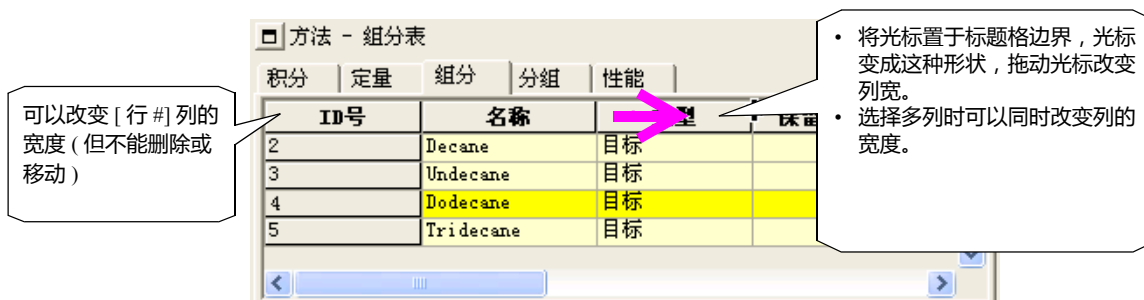 方法 - 组分表
积分 定量 组分 分组 性能
ID号 名称 型
2 Decane 目标
3 Undecane 目标
4 Dodecane 目标
5 Tridecane 目标
可以改变 [ 行 #] 列的
宽度 ( 但不能删除或
移动 )
• 将光标置于标题格边界，光标
变成这种形状，拖动光标改变
列宽。
• 选择多列时可以同时改变列的
宽度。